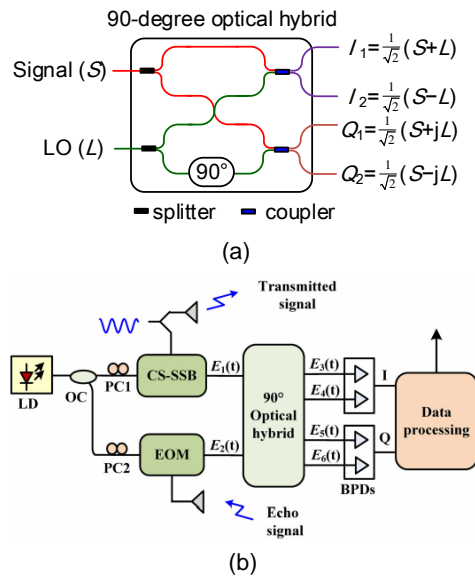 90-degree optical hybrid
Signal (S)
LO (L)
90°
I1=1/√2(S+L)
I2=1/√2(S−L)
Q1=1/√2(S+jL)
Q2=1/√2(S−jL)
splitter
coupler
(a)
Transmitted
signal
LD
OC
PC1
CS-SSB
E1(t)
PC2
EOM
E2(t)
90°
Optical
hybrid
E3(t)
E4(t)
E5(t)
E6(t)
I
Q
BPDs
Data
processing
Echo
signal
(b)